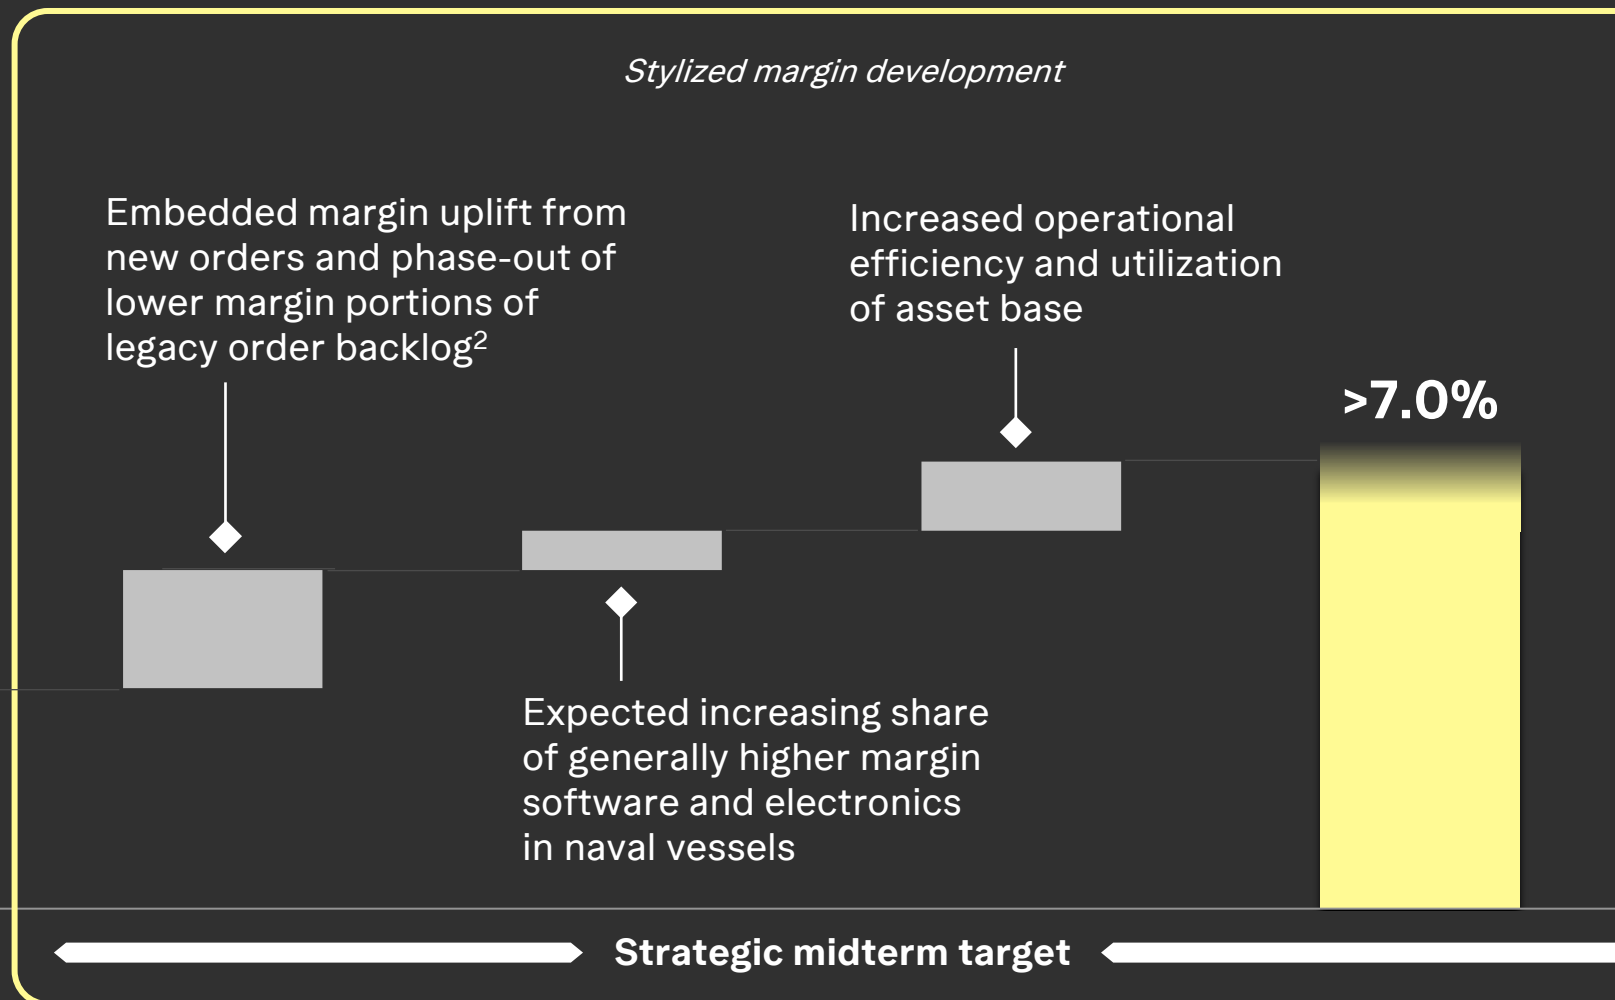 Stylized margin development
Embedded margin uplift from
new orders and phase-out of
lower margin portions of
legacy order backlog²
Increased operational
efficiency and utilization
of asset base
>7.0%
Expected increasing share
of generally higher margin
software and electronics
in naval vessels
Strategic midterm target